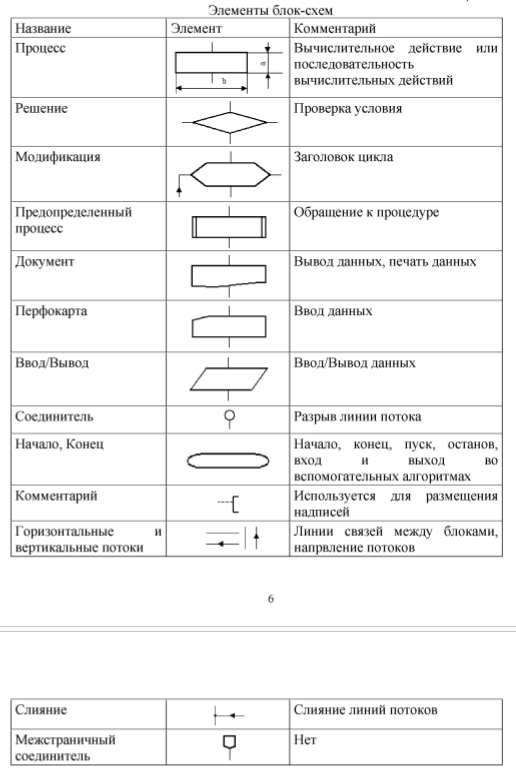 Элементы блок-схем
Название Элемент Комментарий
Процесс a b Вычислительное действие или
последовательность
вычислительных действий
Решение Проверка условия
Модификация Заголовок цикла
Предопределенный Обращение к процедуре
процесс
Документ Вывод данных, печать данных
Перфокарта Ввод данных
Ввод/Вывод Ввод/Вывод данных
Соединитель Разрыв линии потока
Начало, Конец Начало, конец, пуск, останов,
вход и выход во
вспомогательных алгоритмах
Комментарий Используется для размещения
надписей
Горизонтальные и Линии связей между блоками,
вертикальные потоки напрвление потоков
6
Слияние Слияние линий потоков
Межстраничный Нет
соединитель